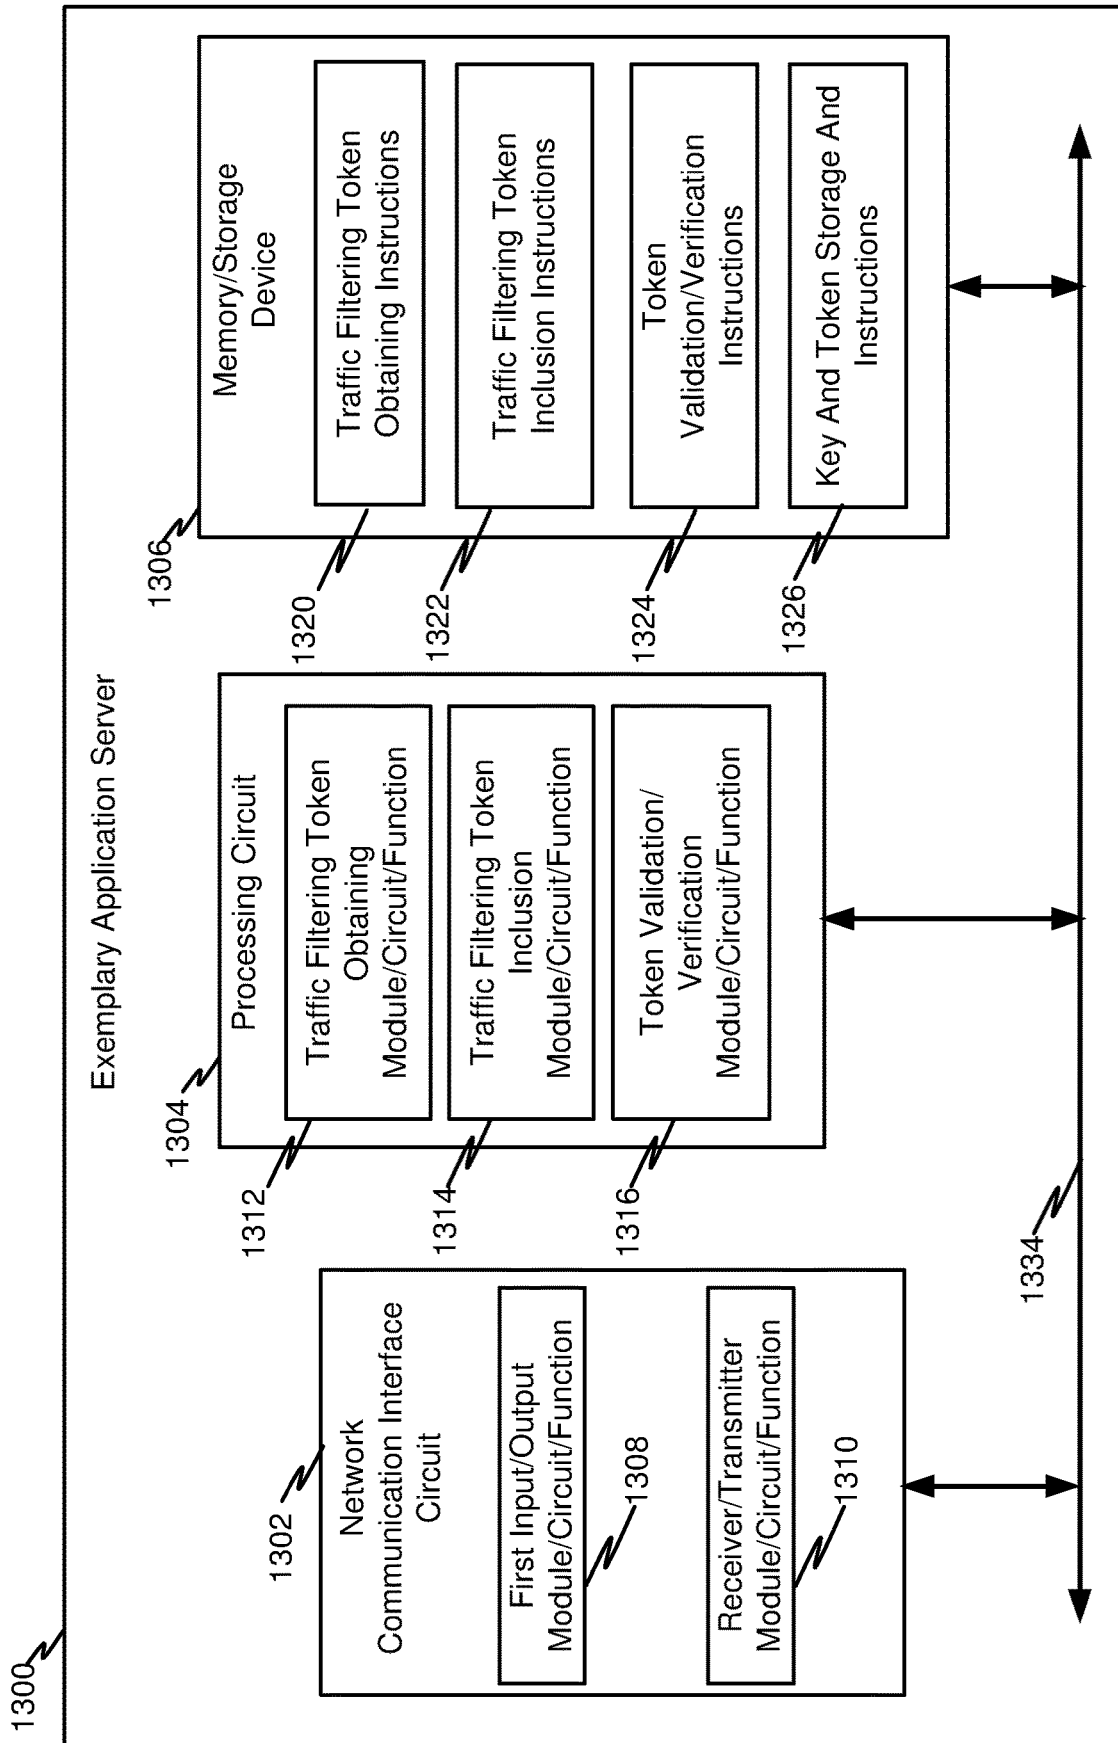 1300
Exemplary Application Server
1302
Network
Communication Interface
Circuit
First Input/Output
Module/Circuit/Function
1308
Receiver/Transmitter
Module/Circuit/Function
1310
1304
Processing Circuit
Traffic Filtering Token
Obtaining
Module/Circuit/Function
1312
Traffic Filtering Token
Inclusion
Module/Circuit/Function
1314
Token Validation/
Verification
Module/Circuit/Function
1316
1306
Memory/Storage
Device
Traffic Filtering Token
Obtaining Instructions
1320
Traffic Filtering Token
Inclusion Instructions
1322
Token
Validation/Verification
Instructions
1324
Key And Token Storage And
Instructions
1326
1334